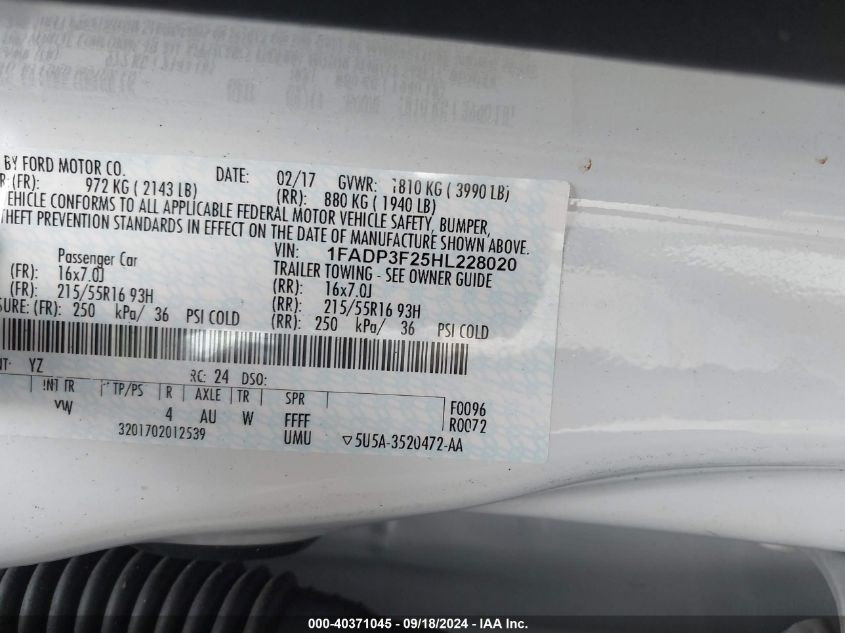 BY FORD MOTOR CO.
DATE: 02/17 GVWR: 1810 KG ( 3990 LB)
R (FR): 972 KG ( 2143 LB) (RR): 880 KG ( 1940 LB)
VEHICLE CONFORMS TO ALL APPLICABLE FEDERAL MOTOR VEHICLE SAFETY, BUMPER,
THEFT PREVENTION STANDARDS IN EFFECT ON THE DATE OF MANUFACTURE SHOWN ABOVE.
VIN: 1FADP3F25HL228020
Passenger Car TRAILER TOWING - SEE OWNER GUIDE
(FR): 16x7.0J (RR): 16x7.0J
(FR): 215/55R16 93H (RR): 215/55R16 93H
SURE: (FR): 250 kPa/ 36 PSI COLD (RR): 250 kPa/ 36 PSI COLD
NT: YZ RC: 24 DSO:
INT TR TP/PS R AXLE TR SPR
VW 4 AU W FFFF F0096
UMU R0072
3201702012539 ▽5U5A-3520472-AA
000-40371045 - 09/18/2024 - IAA Inc.